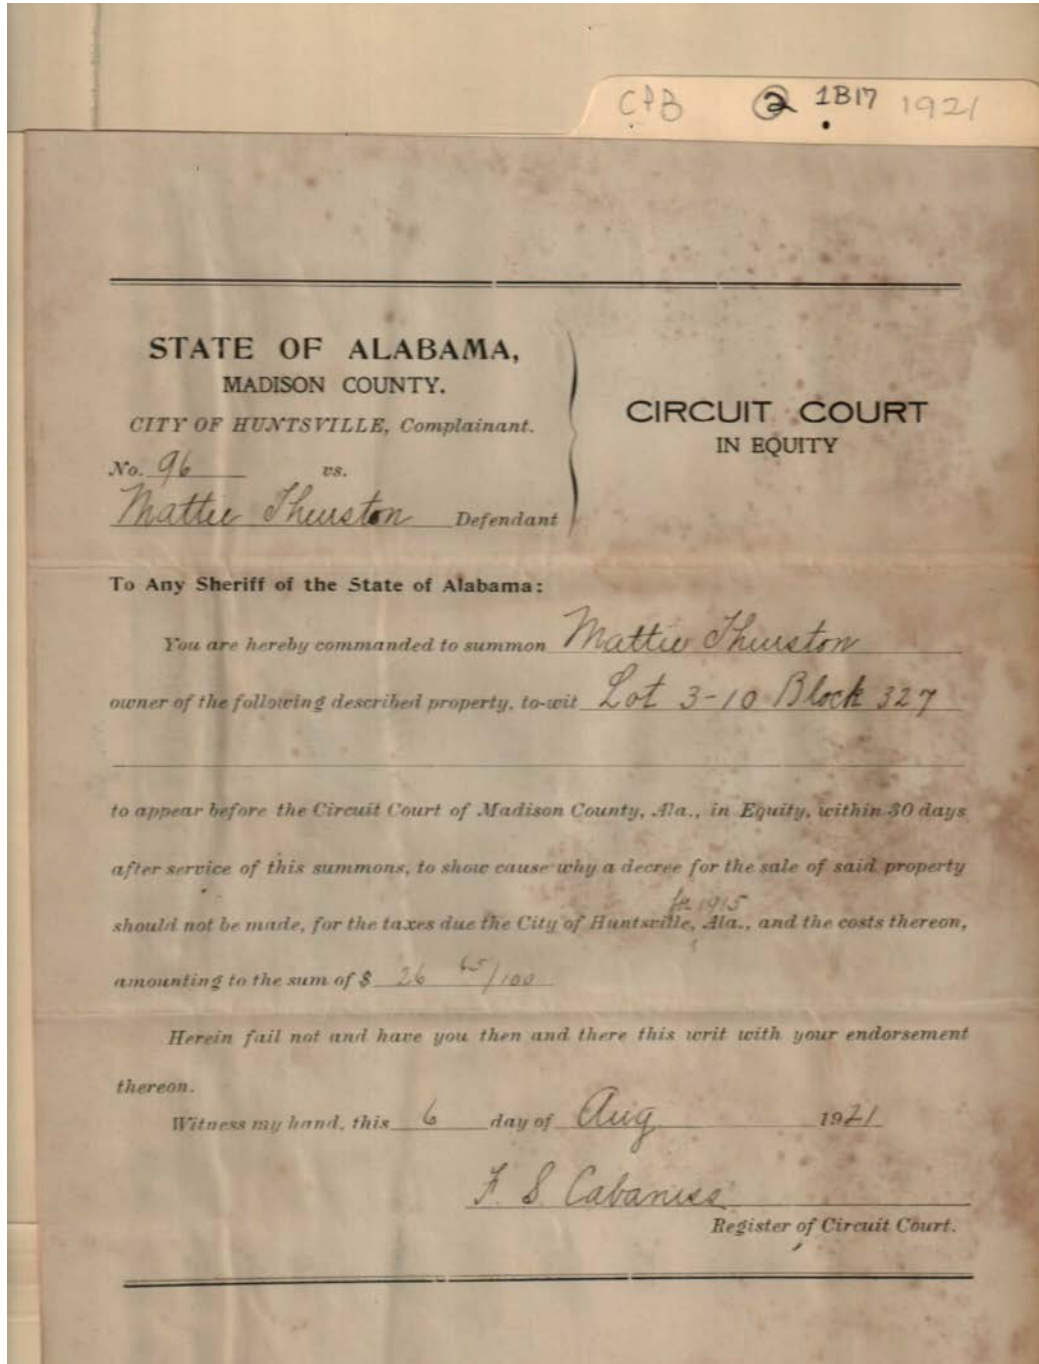 CPB ② 1B17 1921
STATE OF ALABAMA,
MADISON COUNTY.
CITY OF HUNTSVILLE, Complainant.
No. 96 vs.
Mattie Thurston Defendant
CIRCUIT COURT
IN EQUITY
To Any Sheriff of the State of Alabama:
You are hereby commanded to summon Mattie Thurston
owner of the following described property, to-wit Lot 3-10 Block 327
to appear before the Circuit Court of Madison County, Ala., in Equity, within 30 days
after service of this summons, to show cause why a decree for the sale of said property
for 1915
should not be made, for the taxes due the City of Huntsville, Ala., and the costs thereon,
amounting to the sum of $ 26 /100
Herein fail not and have you then and there this writ with your endorsement
thereon.
Witness my hand, this 6 day of Aug 1921
F. S. Cabaniss
Register of Circuit Court.